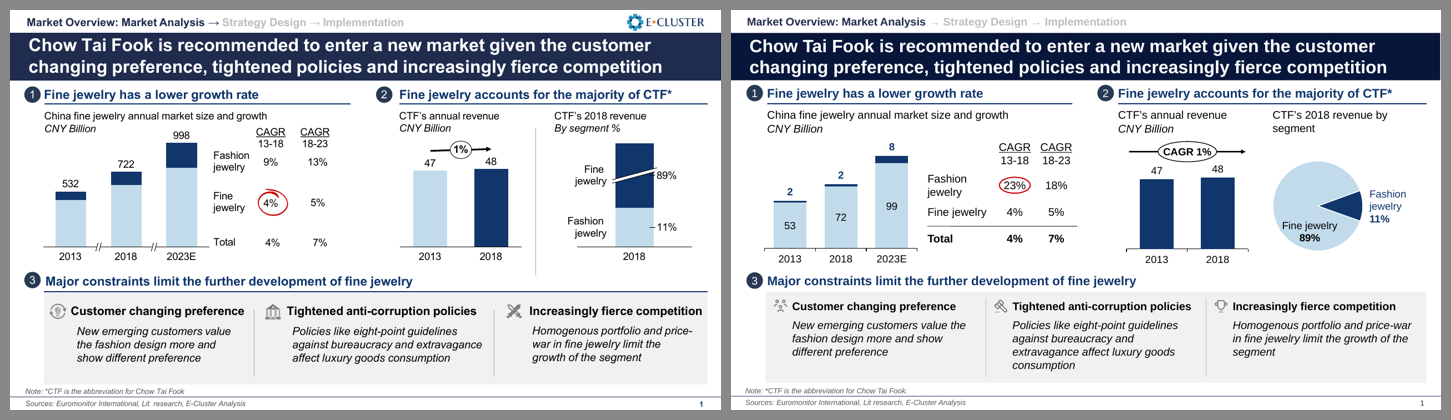 Market Overview: Market Analysis → Strategy Design → Implementation
E•CLUSTER
Chow Tai Fook is recommended to enter a new market given the customer
changing preference, tightened policies and increasingly fierce competition
1 Fine jewelry has a lower growth rate
China fine jewelry annual market size and growth
CNY Billion
532
722
998
2013
2018
2023E
CAGR CAGR
13-18 18-23
Fashion
jewelry
9% 13%
Fine
jewelry
4% 5%
Total 4% 7%
2 Fine jewelry accounts for the majority of CTF*
CTF's annual revenue
CNY Billion
1%
47 48
2013 2018
CTF's 2018 revenue
By segment %
Fine
jewelry
89%
Fashion
jewelry
11%
2018
3 Major constraints limit the further development of fine jewelry
Customer changing preference
New emerging customers value
the fashion design more and
show different preference
Tightened anti-corruption policies
Policies like eight-point guidelines
against bureaucracy and extravagance
affect luxury goods consumption
Increasingly fierce competition
Homogenous portfolio and price-
war in fine jewelry limit the
growth of the segment
Note: *CTF is the abbreviation for Chow Tai Fook
Sources: Euromonitor International, Lit research, E-Cluster Analysis
1
Market Overview: Market Analysis → Strategy Design → Implementation
Chow Tai Fook is recommended to enter a new market given the customer
changing preference, tightened policies and increasingly fierce competition
1 Fine jewelry has a lower growth rate
China fine jewelry annual market size and growth
CNY Billion
2
53
2
72
8
99
2013 2018 2023E
CAGR CAGR
13-18 18-23
Fashion
jewelry
23% 18%
Fine jewelry 4% 5%
Total 4% 7%
2 Fine jewelry accounts for the majority of CTF*
CTF's annual revenue
CNY Billion
CAGR 1%
47 48
2013 2018
CTF's 2018 revenue by
segment
Fashion
jewelry
11%
Fine jewelry
89%
3 Major constraints limit the further development of fine jewelry
Customer changing preference
New emerging customers value the
fashion design more and show
different preference
Tightened anti-corruption policies
Policies like eight-point guidelines
against bureaucracy and
extravagance affect luxury goods
consumption
Increasingly fierce competition
Homogenous portfolio and price-war
in fine jewelry limit the growth of the
segment
Note: *CTF is the abbreviation for Chow Tai Fook.
Sources: Euromonitor International, Lit research, E-Cluster Analysis
1